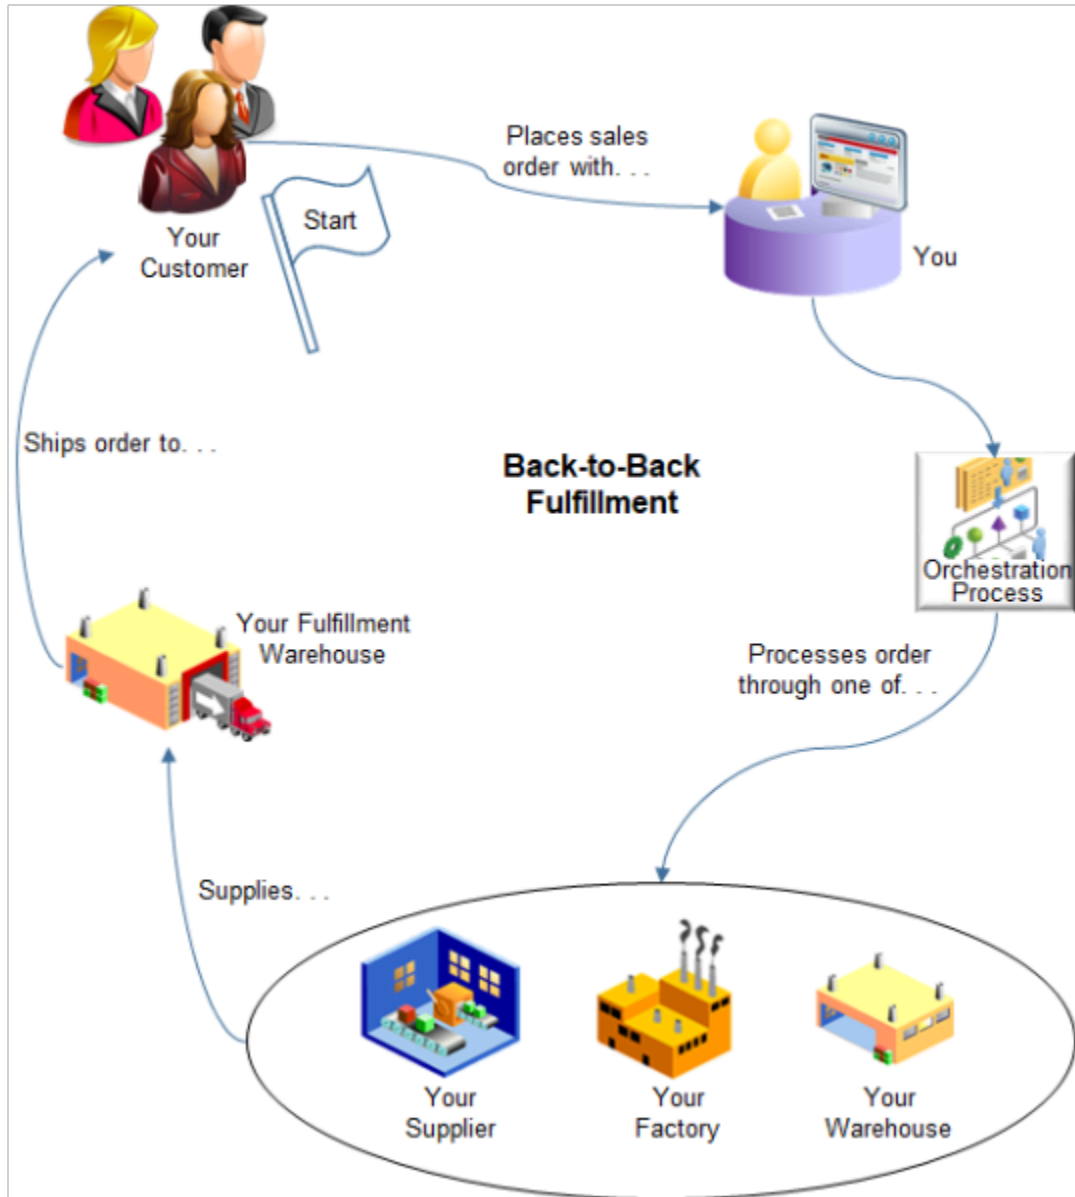 Places sales
order with. . .
Start
Your
Customer
You
Ships order to. . .
Back-to-Back
Fulfillment
Orchestration
Process
Your Fulfillment
Warehouse
Processes order
through one of. . .
Supplies. . .
Your
Supplier
Your
Factory
Your
Warehouse